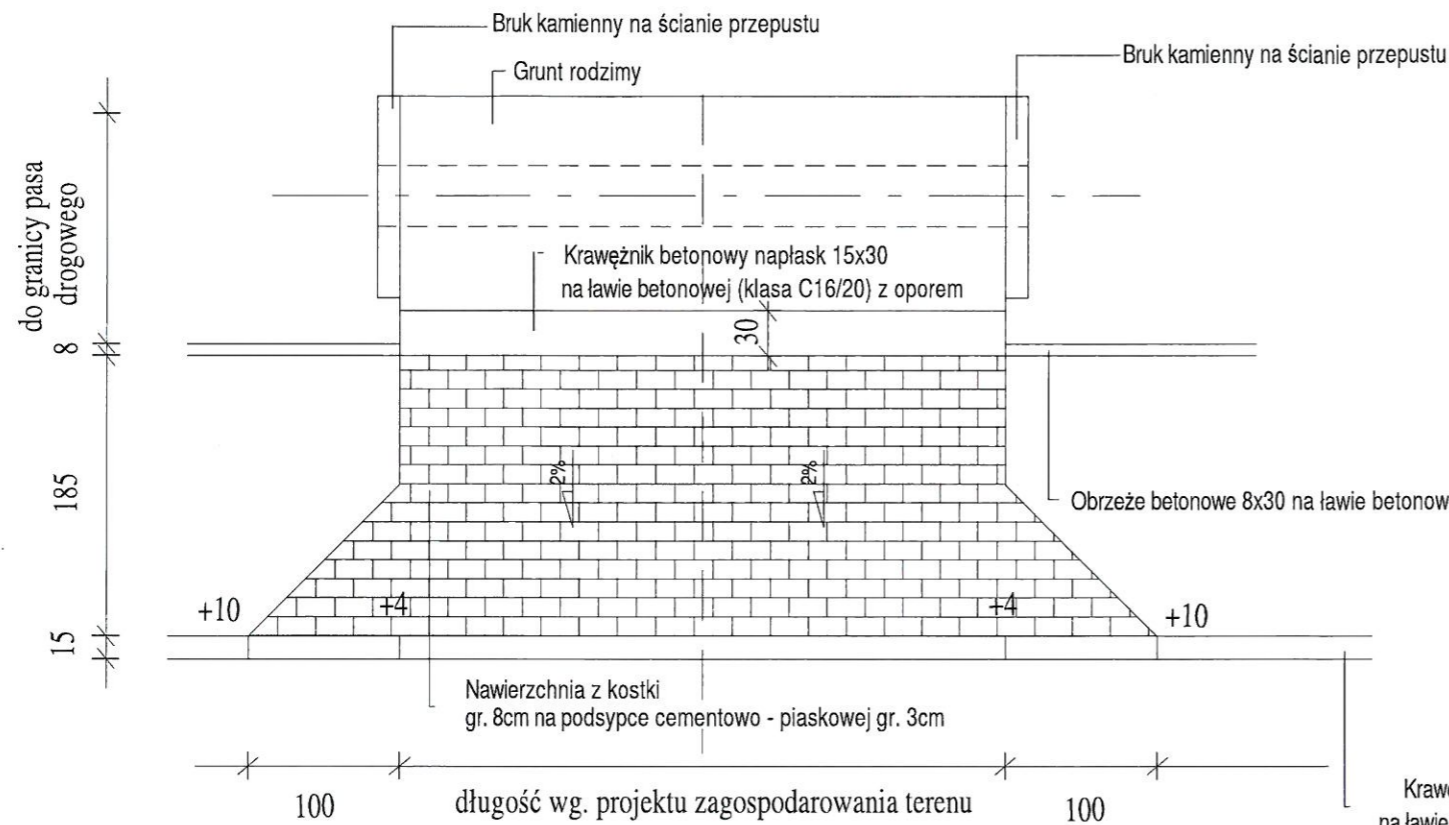 Bruk kamienny na ścianie przepustu
Bruk kamienny na ścianie przepustu
Grunt rodzimy
do granicy pasa
drogowego
Krawężnik betonowy napłask 15x30
na ławie betonowej (klasa C16/20) z oporem
30
8
185
2%
2%
Obrzeże betonowe 8x30 na ławie betonow
+10
+4
+4
+10
15
Nawierzchnia z kostki
gr. 8cm na podsypce cementowo - piaskowej gr. 3cm
100
długość wg. projektu zagospodarowania terenu
100
Kraw
na ławie